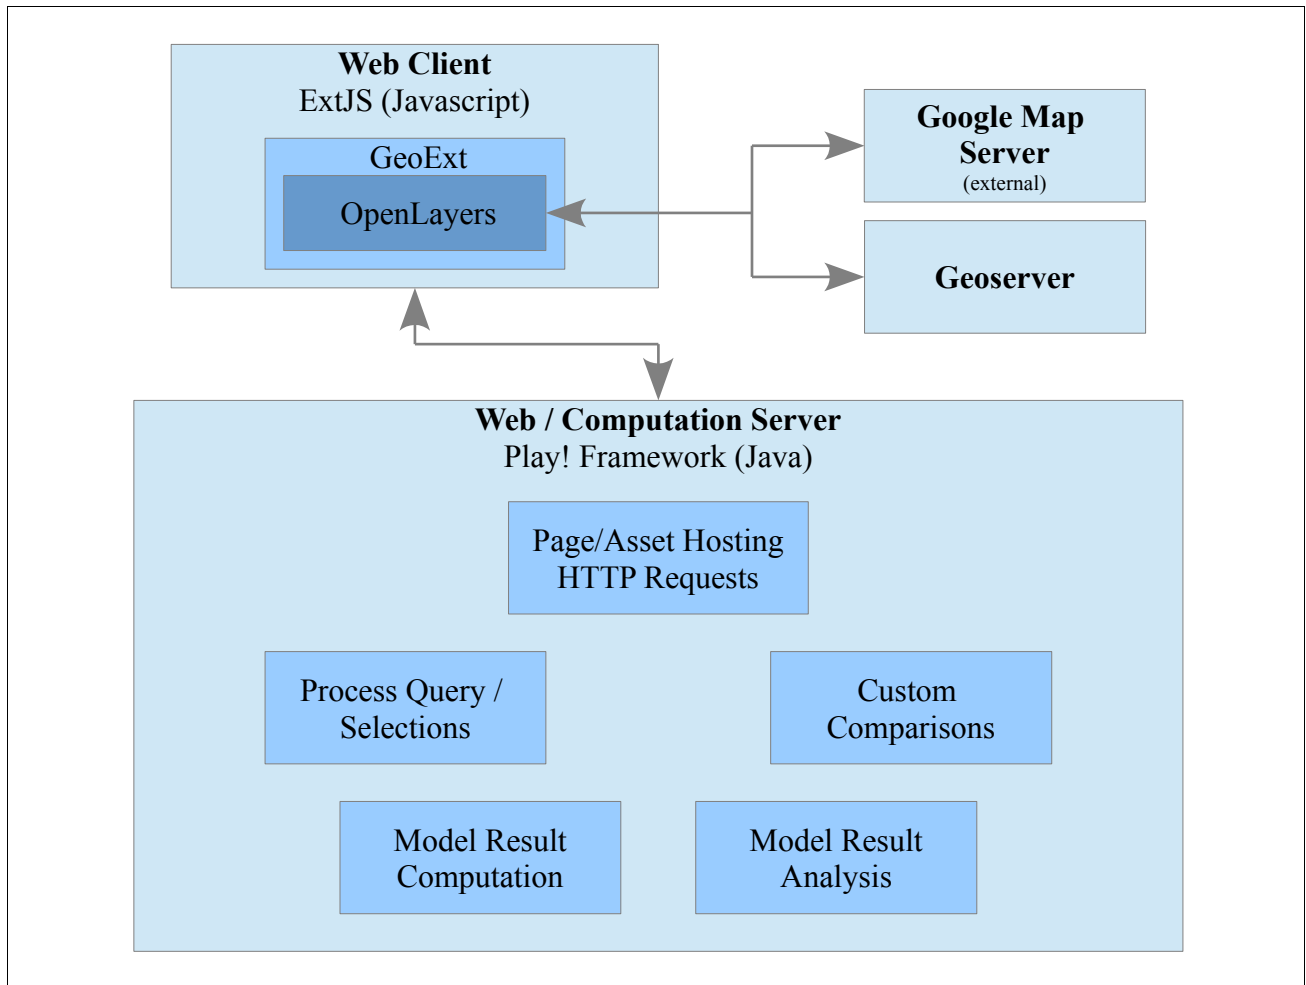 Web Client
ExtJS (Javascript)
GeoExt
OpenLayers
Google Map
Server
(external)
Geoserver
Web / Computation Server
Play! Framework (Java)
Page/Asset Hosting
HTTP Requests
Process Query /
Selections
Custom
Comparisons
Model Result
Computation
Model Result
Analysis